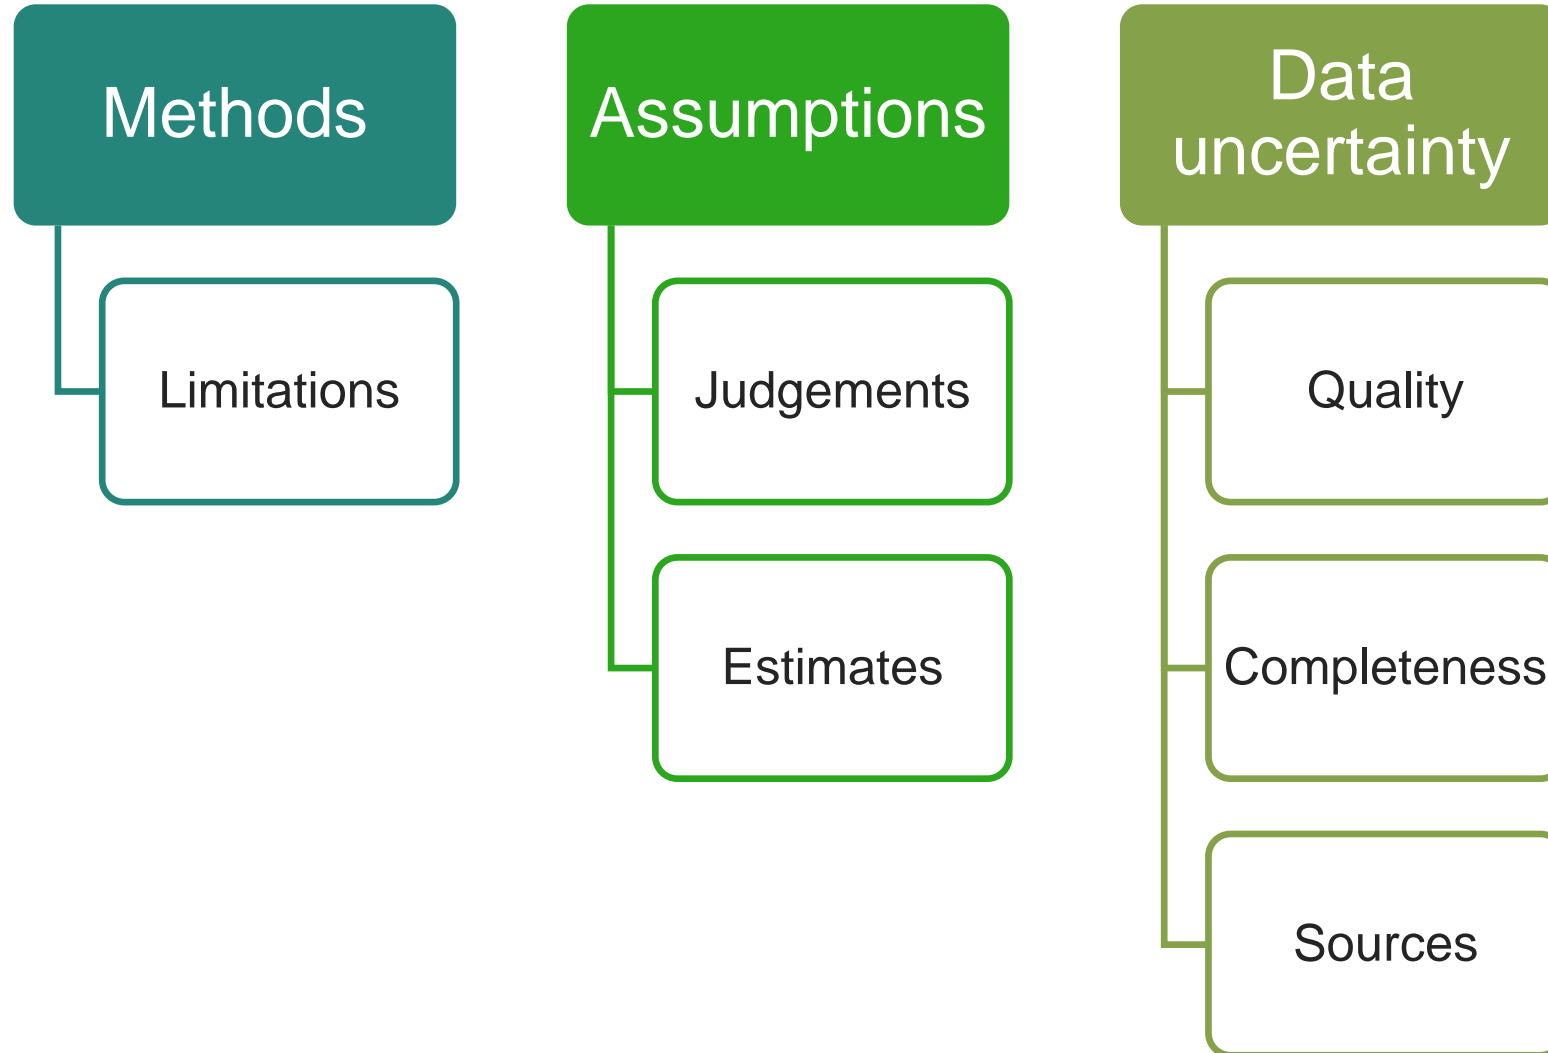 Methods
Limitations
Assumptions
Judgements
Estimates
Data
uncertainty
Quality
Completeness
Sources